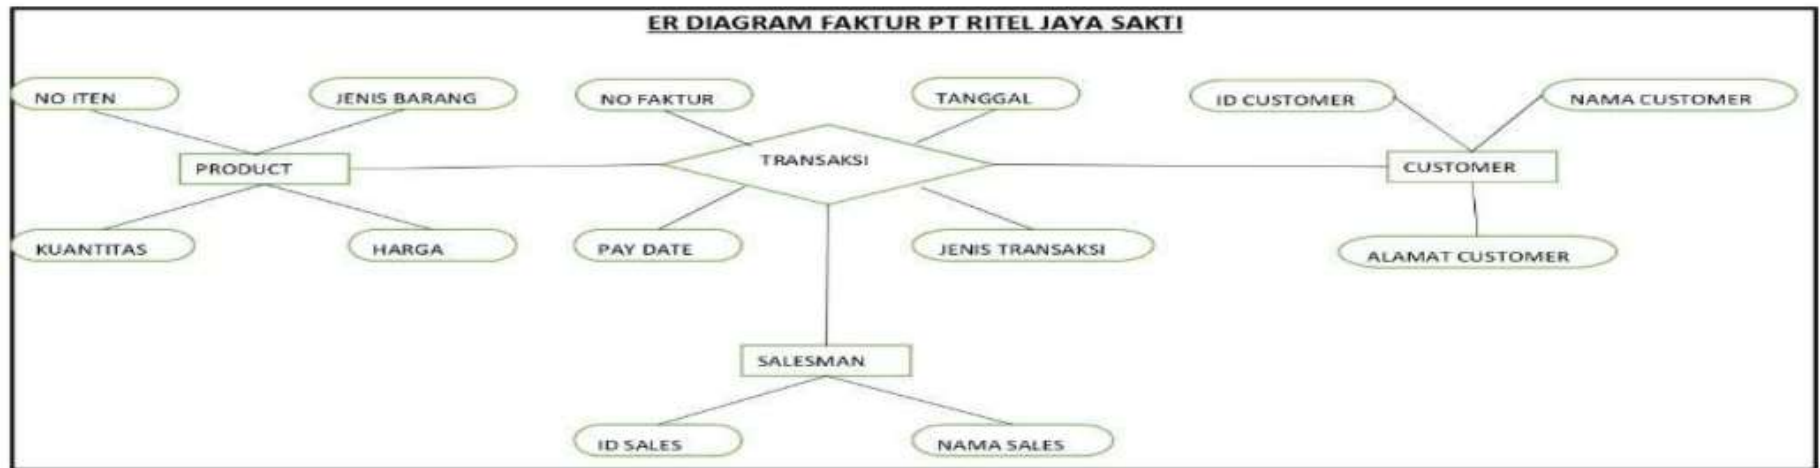 ER DIAGRAM FAKTUR PT RITEL JAYA SAKTI
NO ITEN
JENIS BARANG
NO FAKTUR
TANGGAL
ID CUSTOMER
NAMA CUSTOMER
PRODUCT
TRANSAKSI
CUSTOMER
KUANTITAS
HARGA
PAY DATE
JENIS TRANSAKSI
ALAMAT CUSTOMER
SALESMAN
ID SALES
NAMA SALES